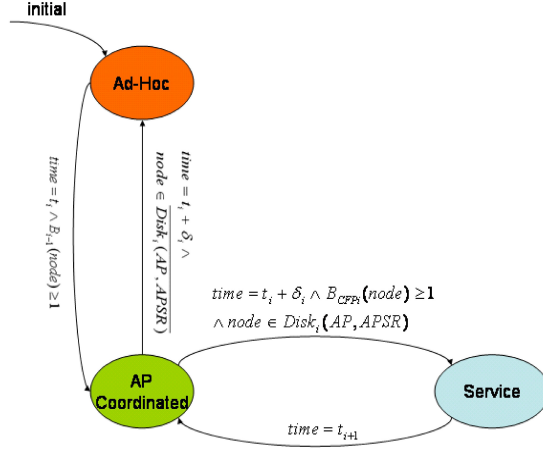 initial
Ad-Hoc
time = t_i ∧ B_{i-1}(node) ≥ 1
time = t_i + δ_i ∧
node ∈ \overline{Disk_i(AP, APSR)}
time = t_i + δ_i ∧ B_{CFPi}(node) ≥ 1
∧ node ∈ Disk_i(AP, APSR)
AP
Coordinated
Service
time = t_{i+1}